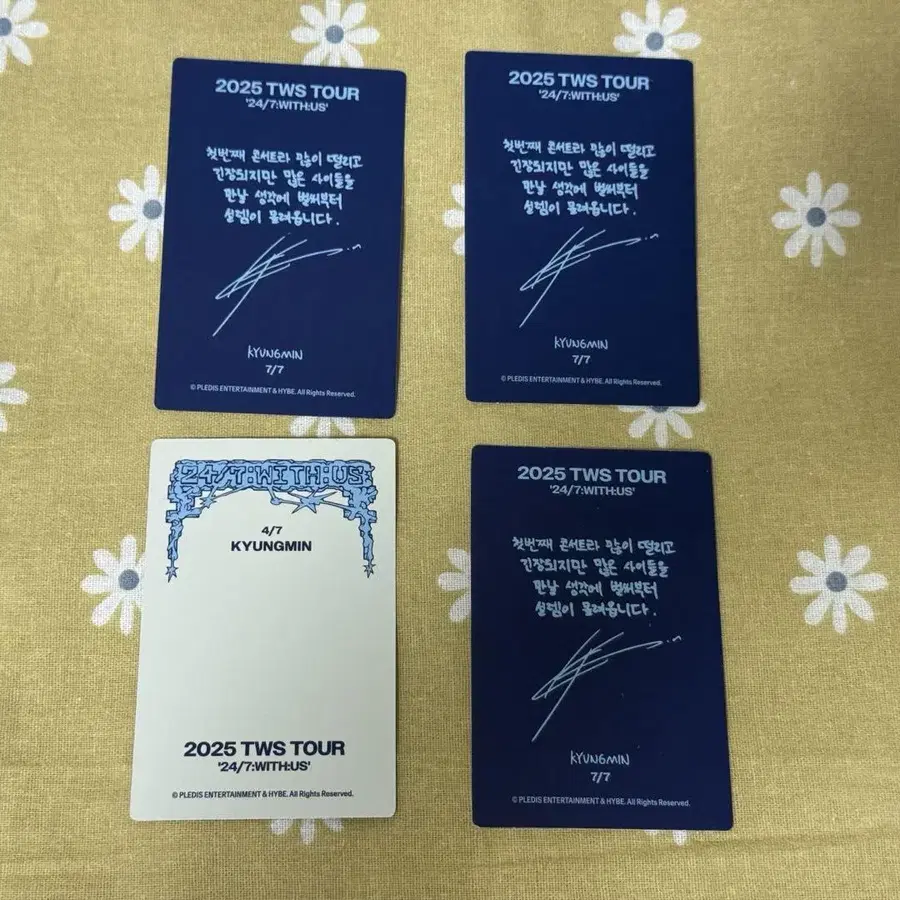 2025 TWS TOUR
'24/7:WITH:US'
첫번째 콘서트라 많이 떨리고
긴장되지만 많은 사이들을
만날 생각에 벌써부터
설렘이 몰려옵니다.
KYUNGMIN
7/7
© PLEDIS ENTERTAINMENT & HYBE. All Rights Reserved.
2025 TWS TOUR
'24/7:WITH:US'
첫번째 콘서트라 많이 떨리고
긴장되지만 많은 사이들을
만날 생각에 벌써부터
설렘이 몰려옵니다.
KYUNGMIN
7/7
© PLEDIS ENTERTAINMENT & HYBE. All Rights Reserved.
24/7:WITH:US
4/7
KYUNGMIN
2025 TWS TOUR
'24/7:WITH:US'
© PLEDIS ENTERTAINMENT & HYBE. All Rights Reserved.
2025 TWS TOUR
'24/7:WITH:US'
첫번째 콘서트라 많이 떨리고
긴장되지만 많은 사이들을
만날 생각에 벌써부터
설렘이 몰려옵니다.
KYUNGMIN
7/7
© PLEDIS ENTERTAINMENT & HYBE. All Rights Reserved.